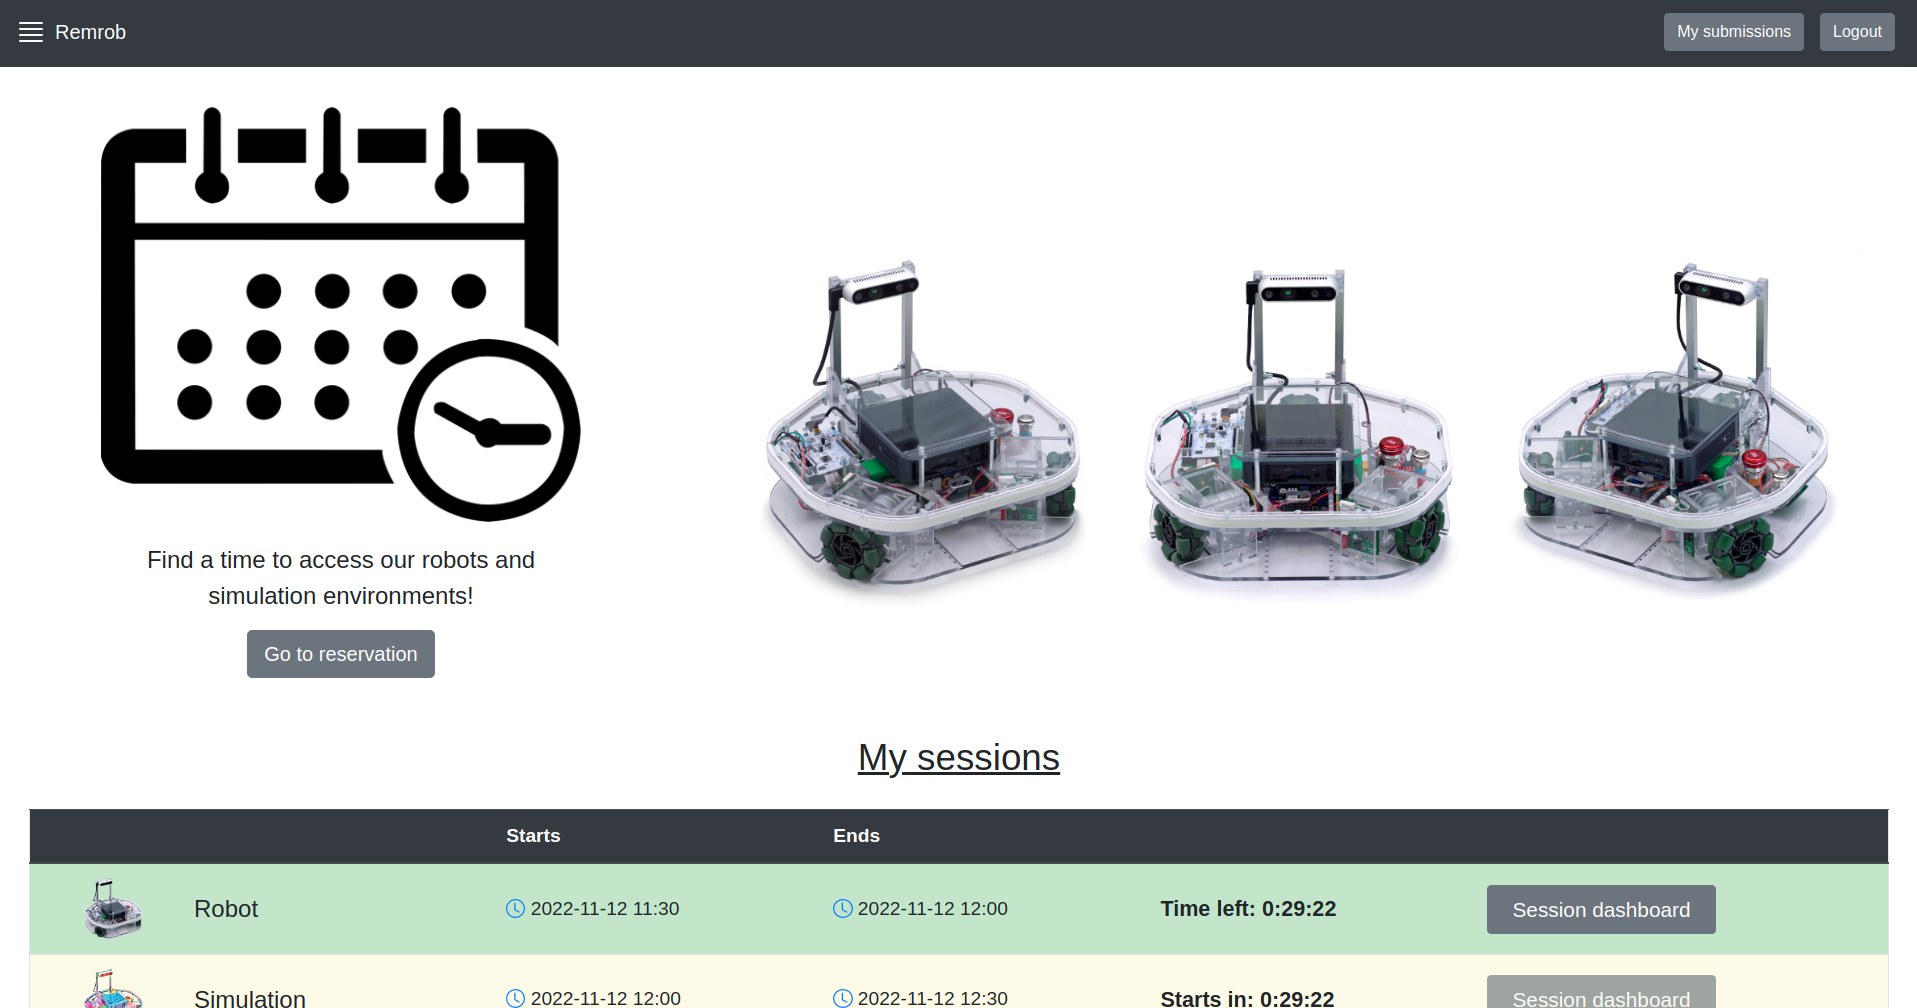 Remrob
My submissions
Logout
Find a time to access our robots and
simulation environments!
Go to reservation
My sessions
Starts Ends
Robot 2022-11-12 11:30 2022-11-12 12:00 Time left: 0:29:22 Session dashboard
Simulation 2022-11-12 12:00 2022-11-12 12:30 Starts in: 0:29:22 Session dashboard